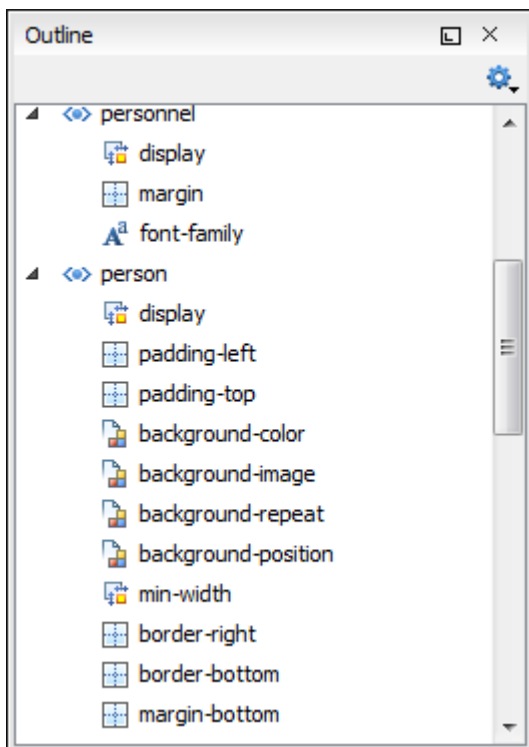 Outline
personnel
display
margin
font-family
person
display
padding-left
padding-top
background-color
background-image
background-repeat
background-position
min-width
border-right
border-bottom
margin-bottom